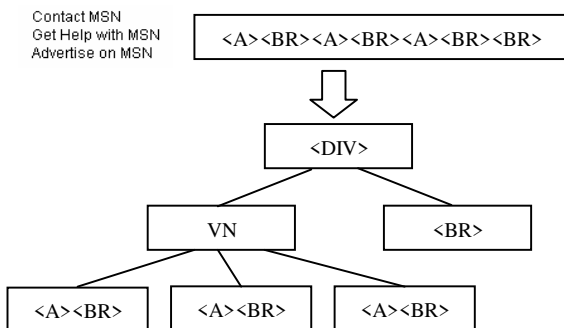 Contact MSN
Get Help with MSN
Advertise on MSN
<A><BR><A><BR><A><BR><BR>
<DIV>
VN
<BR>
<A><BR>
<A><BR>
<A><BR>